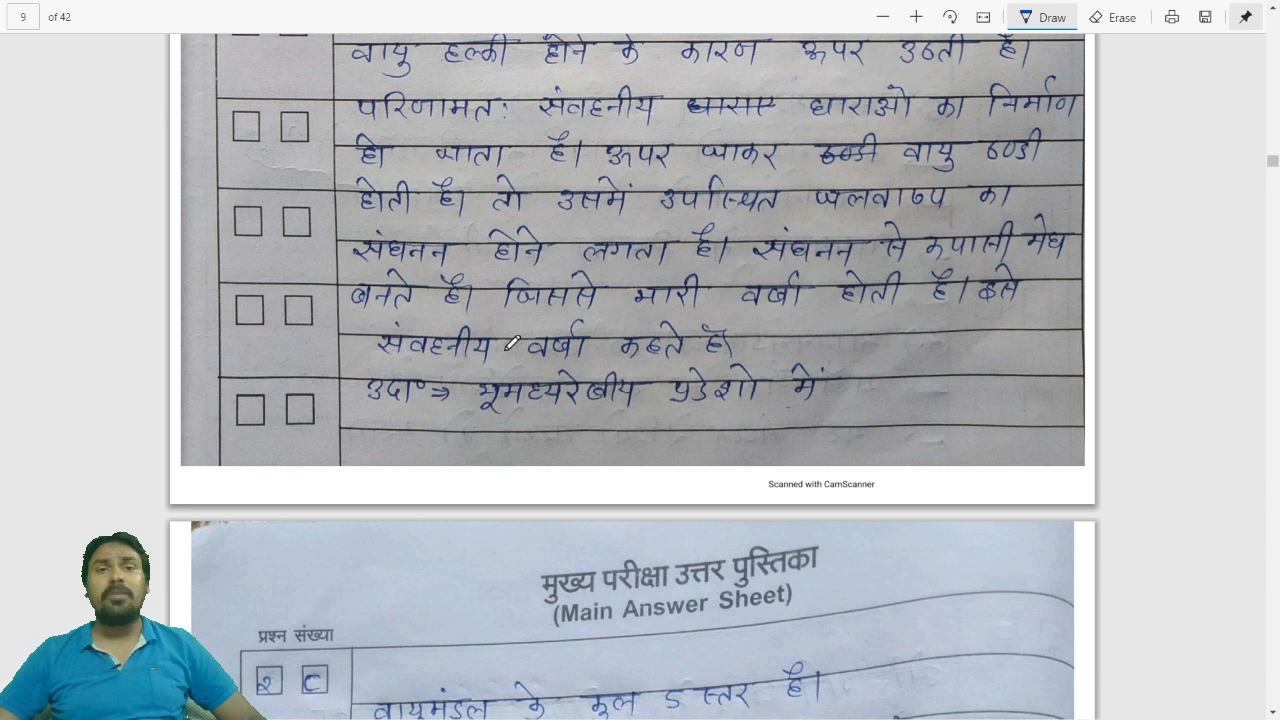 9 of 42
Draw
Erase
वायु हल्की होने के कारण ऊपर उठती है।
परिणामत: संवहनीय धाराओ का निर्माण
हो जाता है। ऊपर जाकर ठण्डी वायु ठण्डी
होती है। तो उसमें उपस्थित जलवाष्प का
संघनन होने लगता है। संघनन से कपासी मेघ
बनते है। जिससे भारी वर्षा होती है। इसे
संवहनीय वर्षा कहते है।
उदा० ⇒ भूमध्यरेखीय प्रदेशो में
Scanned with CamScanner
मुख्य परीक्षा उत्तर पुस्तिका
(Main Answer Sheet)
प्रश्न संख्या
2 C
वायुमंडल के कुल 5 स्तर है।